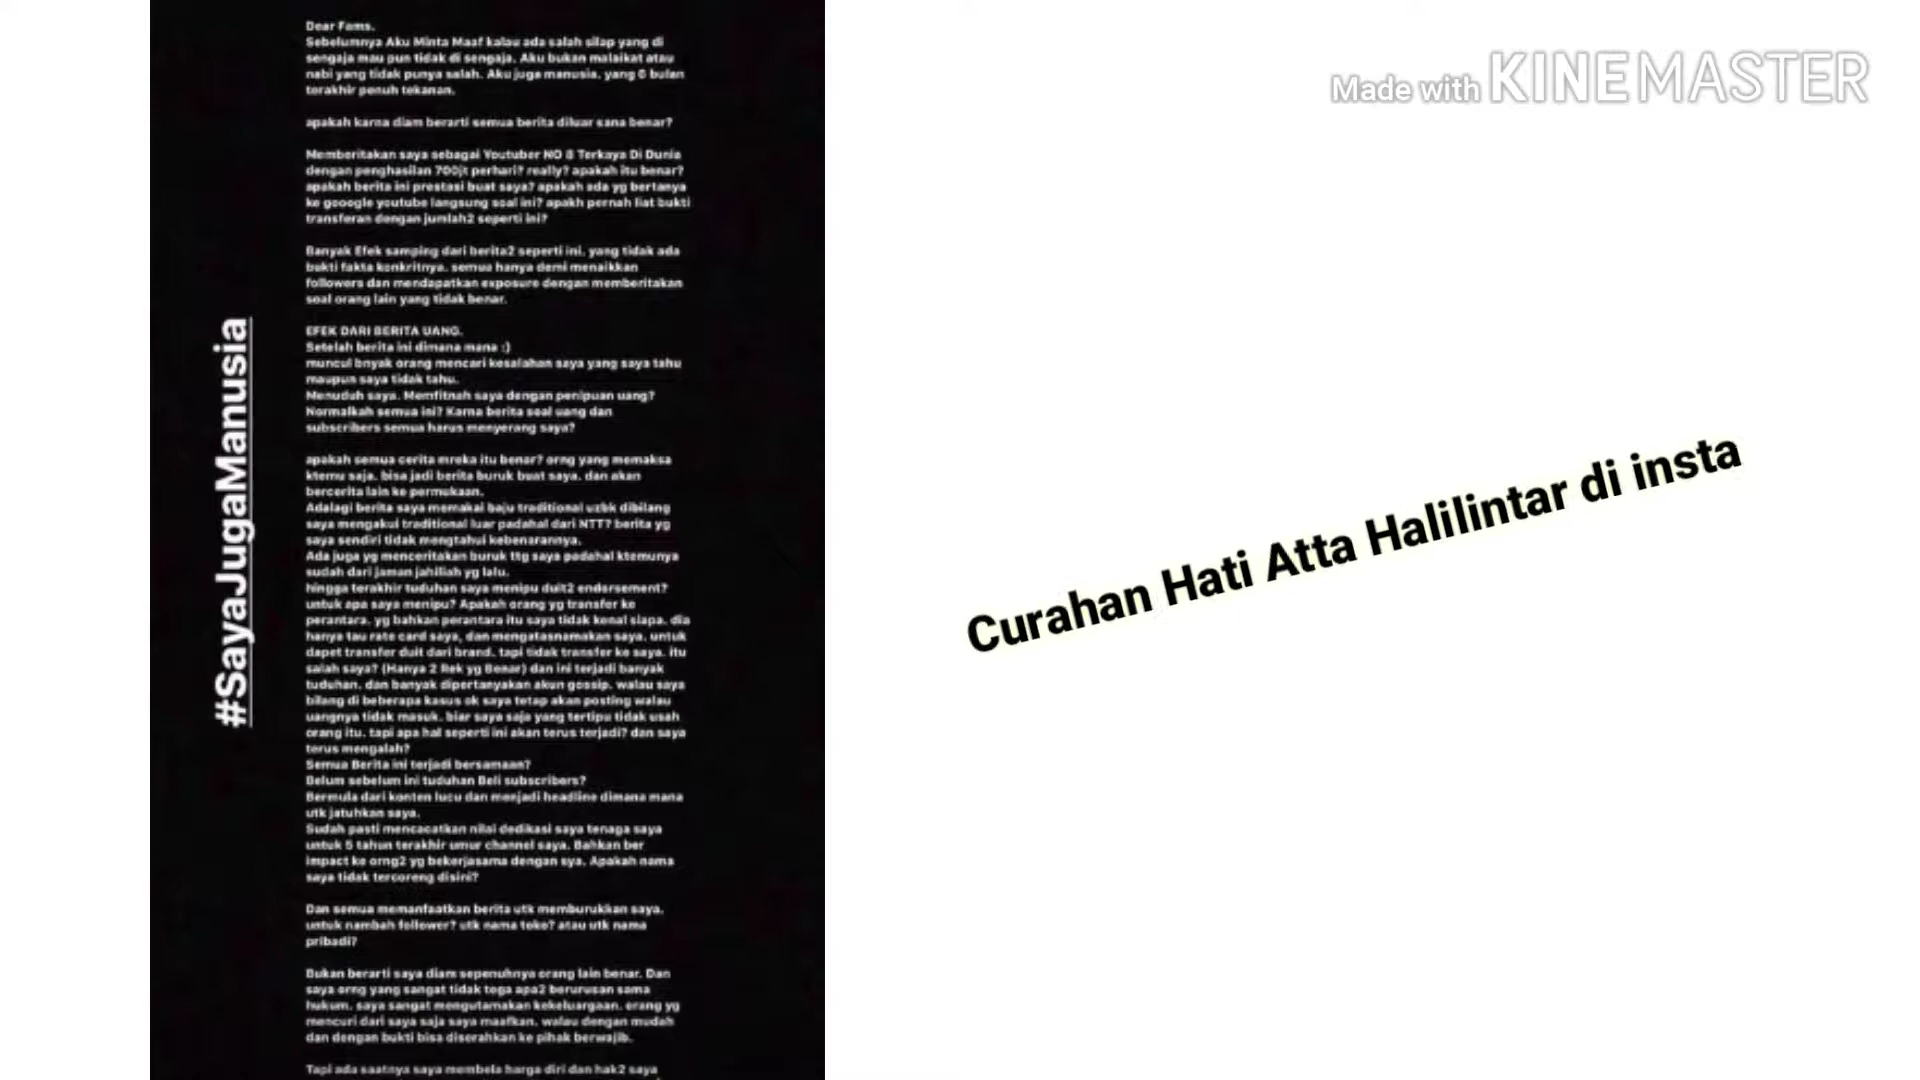 Dear Fams.
Sebelumnya Aku Minta Maaf kalau ada salah silap yang di
sengaja mau pun tidak di sengaja. Aku bukan malaikat atau
nabi yang tidak punya salah. Aku juga manusia. yang 6 bulan
terakhir penuh tekanan.
apakah karna diam berarti semua berita diluar sana benar?
Memberitakan saya sebagai Youtuber NO 8 Terkaya Di Dunia
dengan penghasilan 700jt perhari? really? apakah itu benar?
apakah berita ini prestasi buat saya? apakah ada yg bertanya
ke gooogle youtube langsung soal ini? apakh pernah liat bukti
transferan dengan jumlah2 seperti ini?
Banyak Efek samping dari berita2 seperti ini. yang tidak ada
bukti fakta konkritnya. semua hanya demi menaikkan
followers dan mendapatkan exposure dengan memberitakan
soal orang lain yang tidak benar.
EFEK DARI BERITA UANG.
Setelah berita ini dimana mana :)
muncul bnyak orang mencari kesalahan saya yang saya tahu
maupun saya tidak tahu.
Menuduh saya. Memfitnah saya dengan penipuan uang?
Normalkah semua ini? Karna berita soal uang dan
subscribers semua harus menyerang saya?
apakah semua cerita mreka itu benar? orng yang memaksa
ktemu saja. bisa jadi berita buruk buat saya. dan akan
bercerita lain ke permukaan.
Adalagi berita saya memakai baju traditional uzbk dibilang
saya mengakui traditional luar padahal dari NTT? berita yg
saya sendiri tidak mengtahui kebenarannya.
Ada juga yg menceritakan buruk ttg saya padahal ktemunya
sudah dari jaman jahiliah yg lalu.
hingga terakhir tuduhan saya menipu duit2 endorsement?
untuk apa saya menipu? Apakah orang yg transfer ke
perantara. yg bahkan perantara itu saya tidak kenal siapa. dia
hanya tau rate card saya, dan mengatasnamakan saya. untuk
dapet transfer duit dari brand. tapi tidak transfer ke saya. itu
salah saya? (Hanya 2 Rek yg Benar) dan ini terjadi banyak
tuduhan. dan banyak dipertanyakan akun gossip. walau saya
bilang di beberapa kasus ok saya tetap akan posting walau
uangnya tidak masuk. biar saya saja yang tertipu tidak usah
orang itu. tapi apa hal seperti ini akan terus terjadi? dan saya
terus mengalah?
Semua Berita ini terjadi bersamaan?
Belum sebelum ini tuduhan Beli subscribers?
Bermula dari konten lucu dan menjadi headline dimana mana
utk jatuhkan saya.
Sudah pasti mencacatkan nilai dedikasi saya tenaga saya
untuk 5 tahun terakhir umur channel saya. Bahkan ber
impact ke orng2 yg bekerjasama dengan sya. Apakah nama
saya tidak tercoreng disini?
Dan semua memanfaatkan berita utk memburukkan saya.
untuk nambah follower? utk nama toko? atau utk nama
pribadi?
Bukan berarti saya diam sepenuhnya orang lain benar. Dan
saya orng yang sangat tidak tega apa2 berurusan sama
hukum. saya sangat mengutamakan kekeluargaan. orang yg
mencuri dari saya saja saya maafkan. walau dengan mudah
dan dengan bukti bisa diserahkan ke pihak berwajib.
Tapi ada saatnya saya membela harga diri dan hak2 saya
#SayaJugaManusia
Made with KINEMASTER
Curahan Hati Atta Halilintar di insta